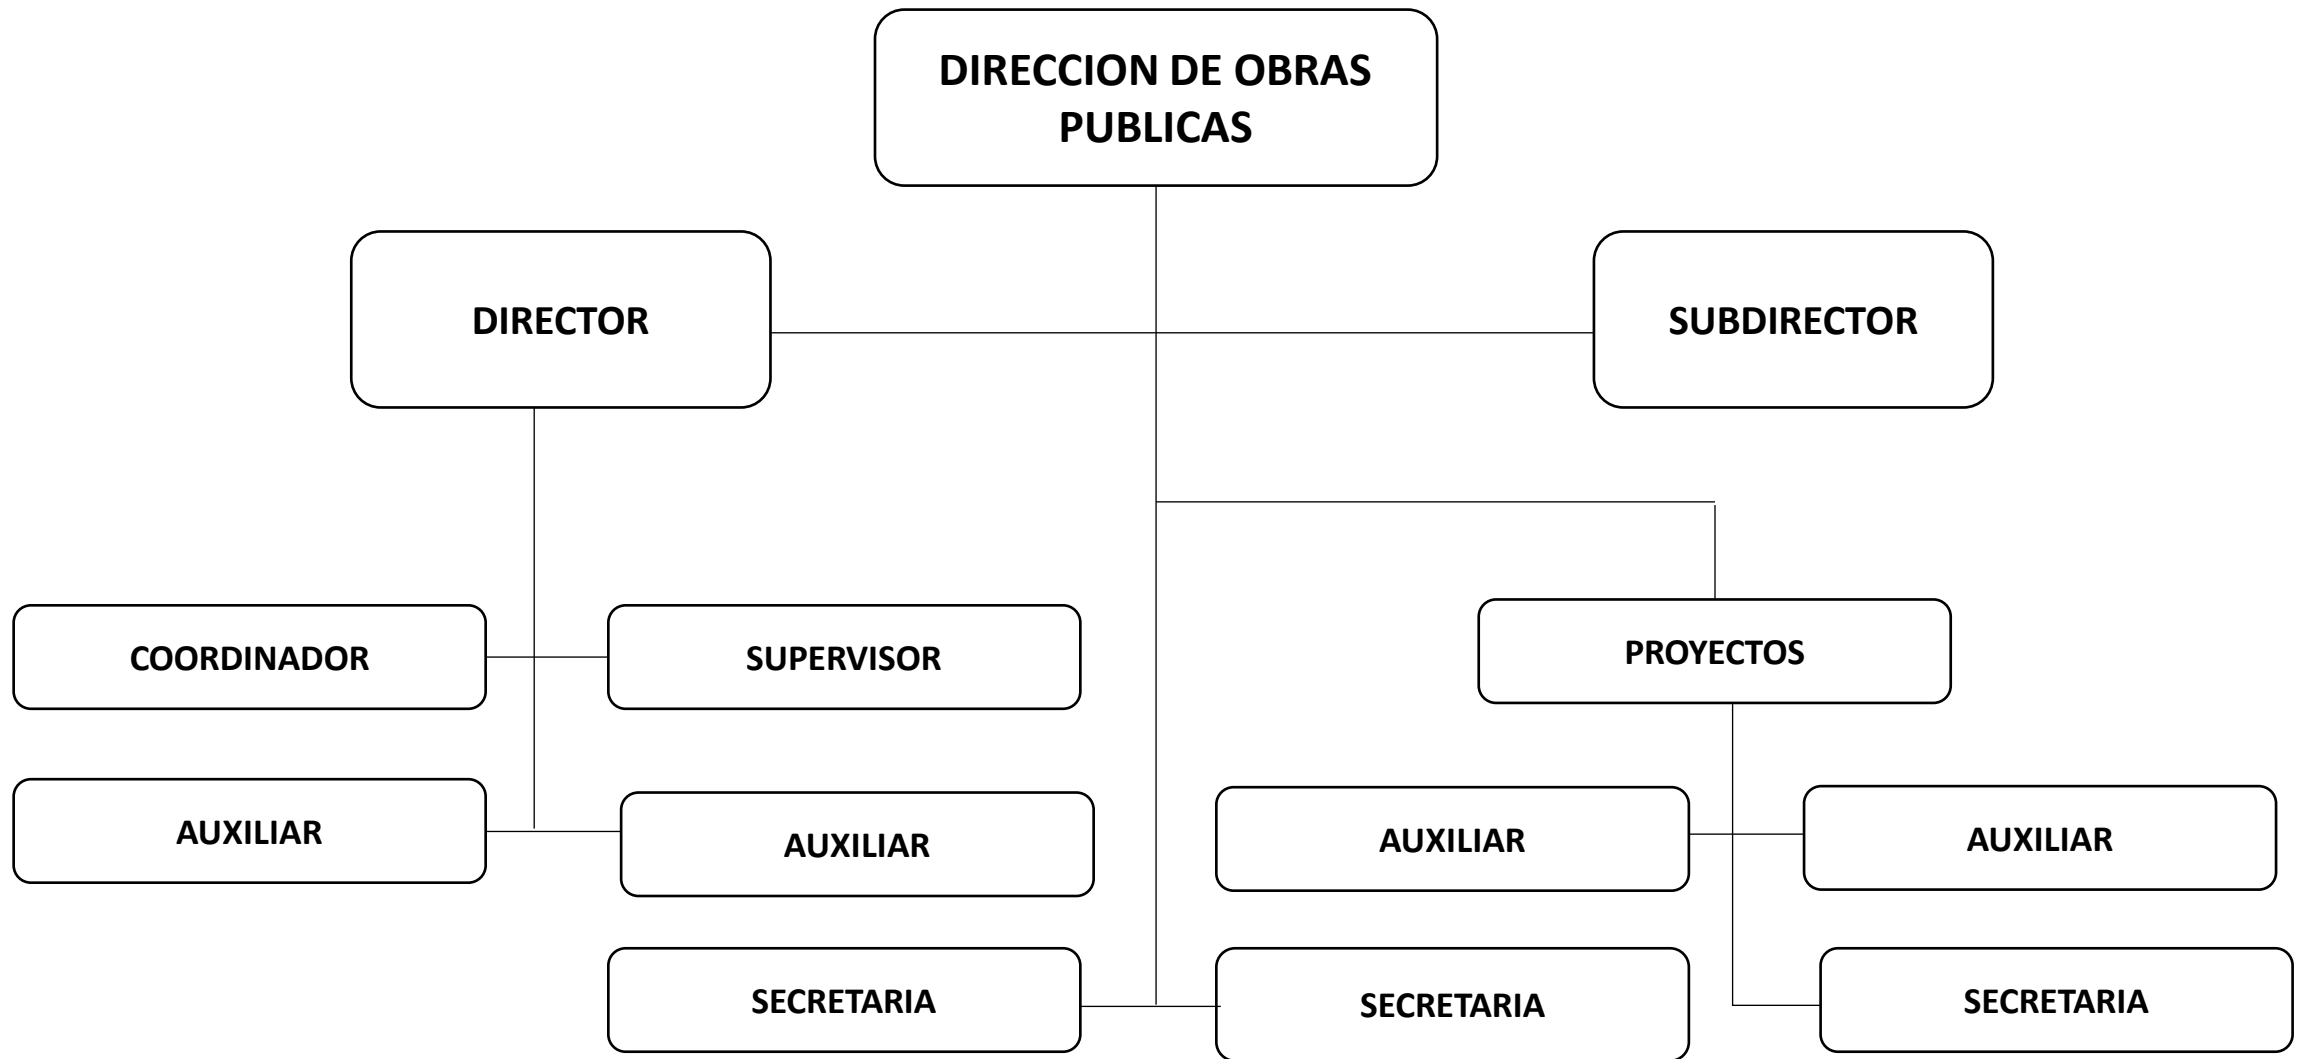 DIRECCION DE OBRAS
PUBLICAS
DIRECTOR
SUBDIRECTOR
COORDINADOR
SUPERVISOR
PROYECTOS
AUXILIAR
AUXILIAR
AUXILIAR
AUXILIAR
SECRETARIA
SECRETARIA
SECRETARIA